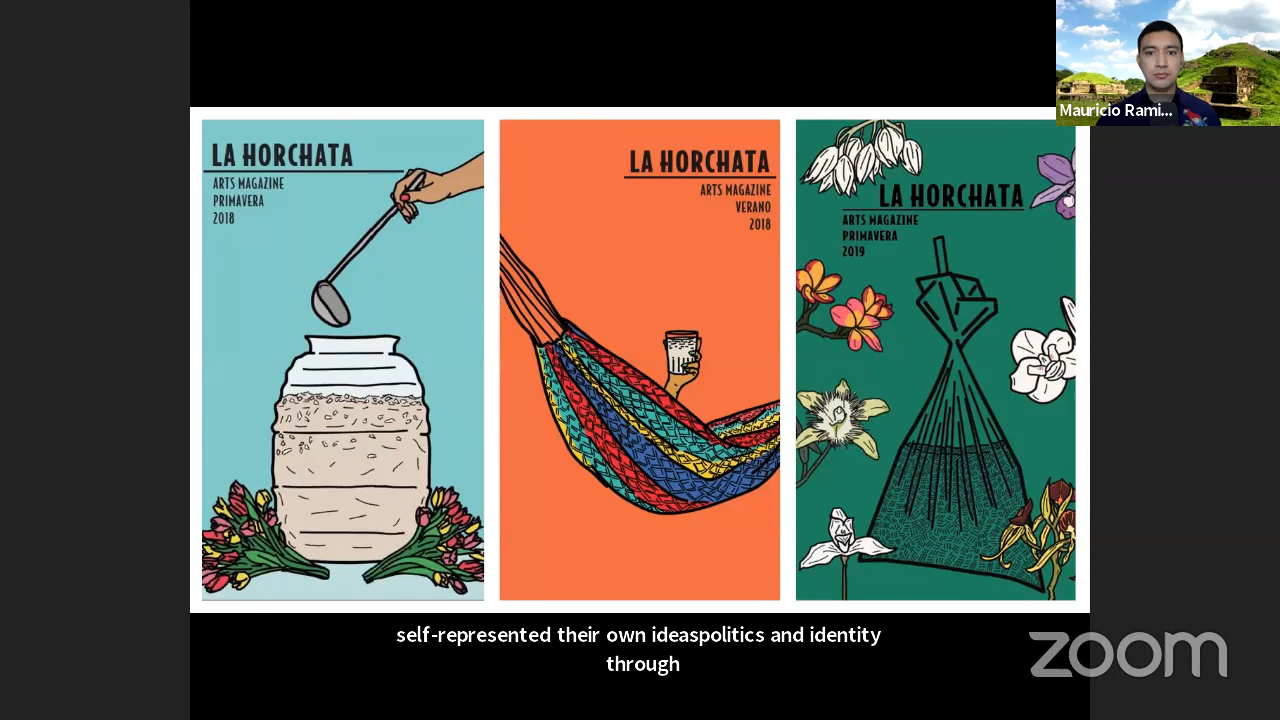 Mauricio Rami...
LA HORCHATA
ARTS MAGAZINE
PRIMAVERA
2018
LA HORCHATA
ARTS MAGAZINE
VERANO
2018
LA HORCHATA
ARTS MAGAZINE
PRIMAVERA
2019
self-represented their own ideaspolitics and identity
through
zoom